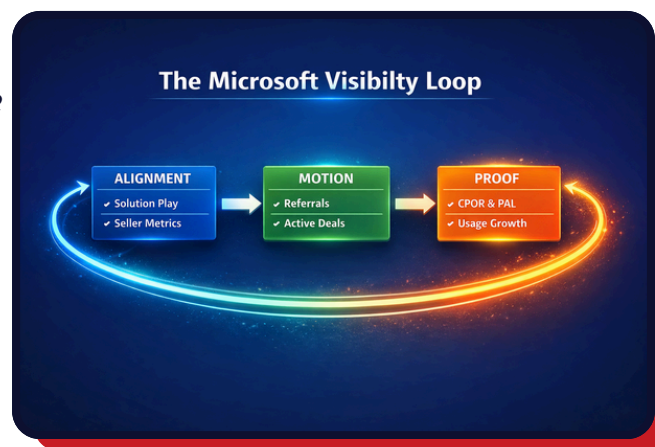 The Microsoft Visibilty Loop
ALIGNMENT
✓ Solution Play
✓ Seller Metrics
MOTION
✓ Referrals
✓ Active Deals
PROOF
✓ CPOR & PAL
✓ Usage Growth